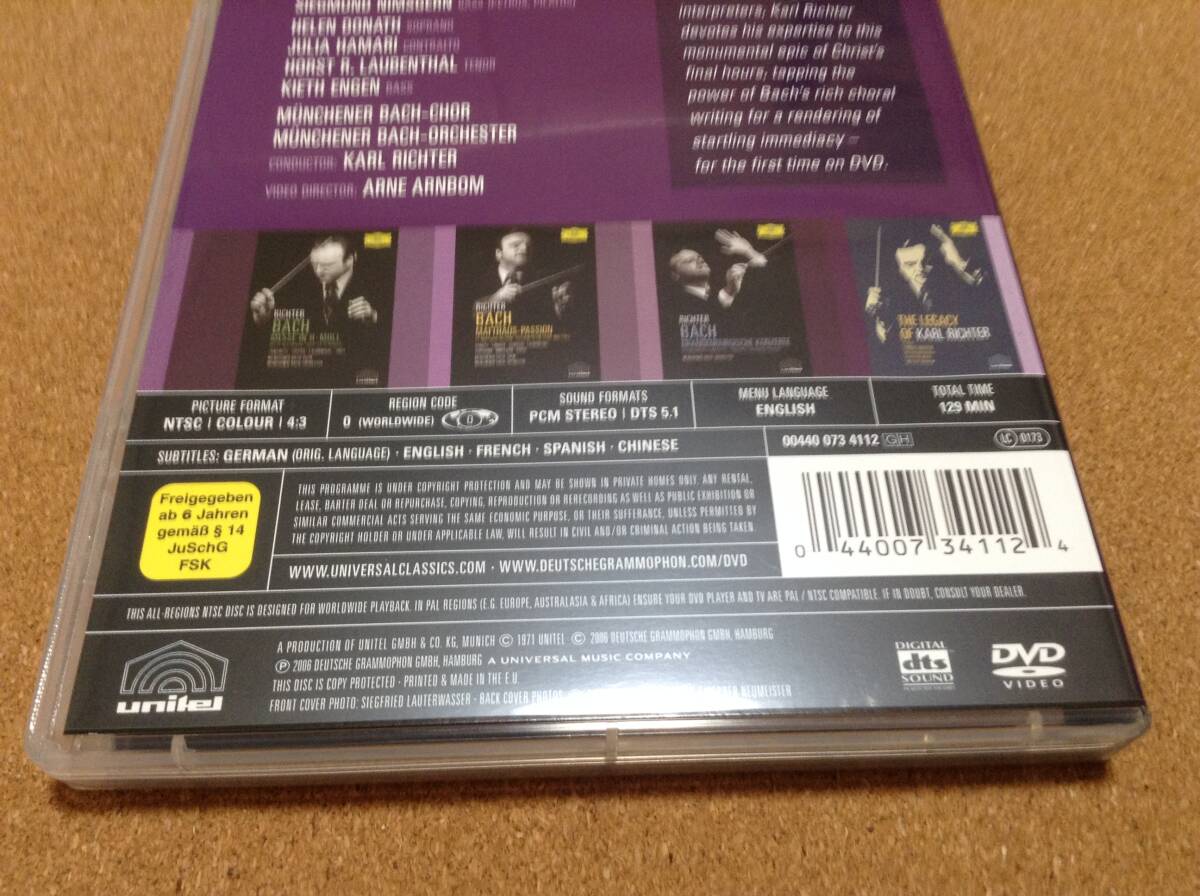 SIEGMUND NIMSGERN BASS (PETRUS, PILATUS)
HELEN DONATH SOPRANO
JULIA HAMARI CONTRALTO
HORST R. LAUBENTHAL TENOR
KIETH ENGEN BASS
MÜNCHENER BACH-CHOR
MÜNCHENER BACH-ORCHESTER
CONDUCTOR: KARL RICHTER
VIDEO DIRECTOR: ARNE ARNBOM
interpreters, Karl Richter
devotes his expertise to this
monumental epic of Christ's
final hours, tapping the
power of Bach's rich choral
writing for a rendering of
startling immediacy –
for the first time on DVD.
RICHTER
BACH
MESSE IN H-MOLL
unitel
RICHTER
BACH
MATTHÄUS-PASSION
unitel
RICHTER
BACH
BRANDENBURGISCHE KONZERTE
unitel
THE LEGACY
OF KARL RICHTER
PICTURE FORMAT
NTSC | COLOUR | 4:3
REGION CODE
0 (WORLDWIDE) 0
SOUND FORMATS
PCM STEREO | DTS 5.1
MENU LANGUAGE
ENGLISH
TOTAL TIME
129 MIN
SUBTITLES: GERMAN (ORIG. LANGUAGE) · ENGLISH · FRENCH · SPANISH · CHINESE
00440 073 4112 GH
LC 0173
Freigegeben
ab 6 Jahren
gemäß § 14
JuSchG
FSK
THIS PROGRAMME IS UNDER COPYRIGHT PROTECTION AND MAY BE SHOWN IN PRIVATE HOMES ONLY. ANY RENTAL,
LEASE, BARTER DEAL OR REPURCHASE, COPYING, REPRODUCTION OR RERECORDING AS WELL AS PUBLIC EXHIBITION OR
SIMILAR COMMERCIAL ACTS SERVING THE SAME ECONOMIC PURPOSE, OR THEIR SUFFERANCE, UNLESS PERMITTED BY
THE COPYRIGHT HOLDER OR UNDER APPLICABLE LAW, WILL RESULT IN CIVIL AND/OR CRIMINAL ACTION BEING TAKEN
WWW.UNIVERSALCLASSICS.COM · WWW.DEUTSCHEGRAMMOPHON.COM/DVD
0 44007 34112 4
THIS ALL-REGIONS NTSC DISC IS DESIGNED FOR WORLDWIDE PLAYBACK. IN PAL REGIONS (E.G. EUROPE, AUSTRALASIA & AFRICA) ENSURE YOUR DVD PLAYER AND TV ARE PAL / NTSC COMPATIBLE. IF IN DOUBT, CONSULT YOUR DEALER.
unitel
A PRODUCTION OF UNITEL GMBH & CO. KG, MUNICH © 1971 UNITEL · © 2006 DEUTSCHE GRAMMOPHON GMBH, HAMBURG
℗ 2006 DEUTSCHE GRAMMOPHON GMBH, HAMBURG A UNIVERSAL MUSIC COMPANY
THIS DISC IS COPY PROTECTED · PRINTED & MADE IN THE E.U.
FRONT COVER PHOTO: SIEGFRIED LAUTERWASSER · BACK COVER PHOTOS NEUMEISTER
DIGITAL
dts
SOUND
DVD
VIDEO